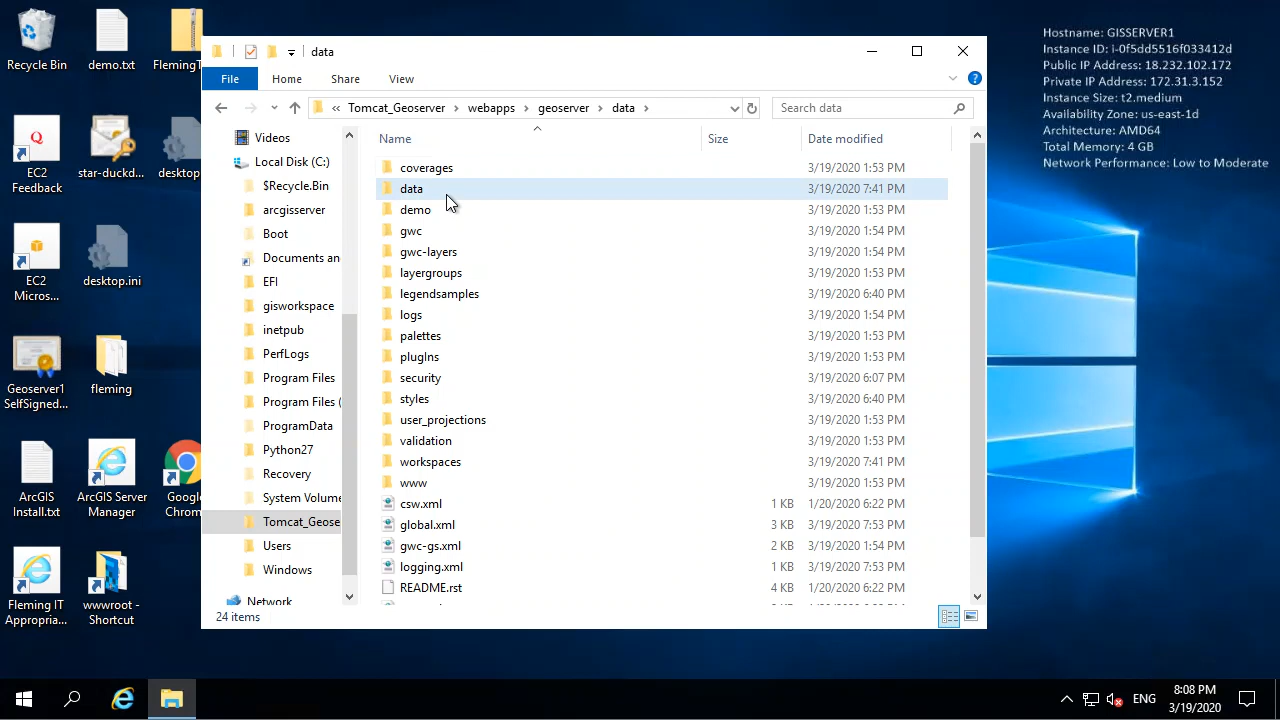 Recycle Bin
demo.txt
FlemingT
EC2
Feedback
star-duckd...
desktop
EC2
Micros...
desktop.ini
Geoserver1
SelfSigned...
fleming
ArcGIS
Install.txt
ArcGIS Server
Manager
Google
Chrom
Fleming IT
Appropria...
wwwroot -
Shortcut
data
File
Home
Share
View
« Tomcat_Geoserver > webapps > geoserver > data >
Search data
Videos
Local Disk (C:)
$Recycle.Bin
arcgisserver
Boot
Documents an
EFI
gisworkspace
inetpub
PerfLogs
Program Files
Program Files (
ProgramData
Python27
Recovery
System Volume
Tomcat_Geose
Users
Windows
Network
Name Size Date modified
coverages 3/19/2020 1:53 PM
data 3/19/2020 7:41 PM
demo 3/19/2020 1:53 PM
gwc 3/19/2020 1:54 PM
gwc-layers 3/19/2020 1:54 PM
layergroups 3/19/2020 1:53 PM
legendsamples 3/19/2020 6:40 PM
logs 3/19/2020 1:54 PM
palettes 3/19/2020 1:53 PM
plugIns 3/19/2020 1:53 PM
security 3/19/2020 6:07 PM
styles 3/19/2020 6:40 PM
user_projections 3/19/2020 1:53 PM
validation 3/19/2020 1:53 PM
workspaces 3/19/2020 7:41 PM
www 3/19/2020 1:53 PM
csw.xml 1 KB 1/20/2020 6:22 PM
global.xml 3 KB 3/19/2020 7:53 PM
gwc-gs.xml 2 KB 3/19/2020 1:54 PM
logging.xml 1 KB 3/19/2020 7:53 PM
README.rst 4 KB 1/20/2020 6:22 PM
24 items
Hostname: GISSERVER1
Instance ID: i-0f5dd5516f033412d
Public IP Address: 18.232.102.172
Private IP Address: 172.31.3.152
Instance Size: t2.medium
Availability Zone: us-east-1d
Architecture: AMD64
Total Memory: 4 GB
Network Performance: Low to Moderate
ENG
8:08 PM
3/19/2020